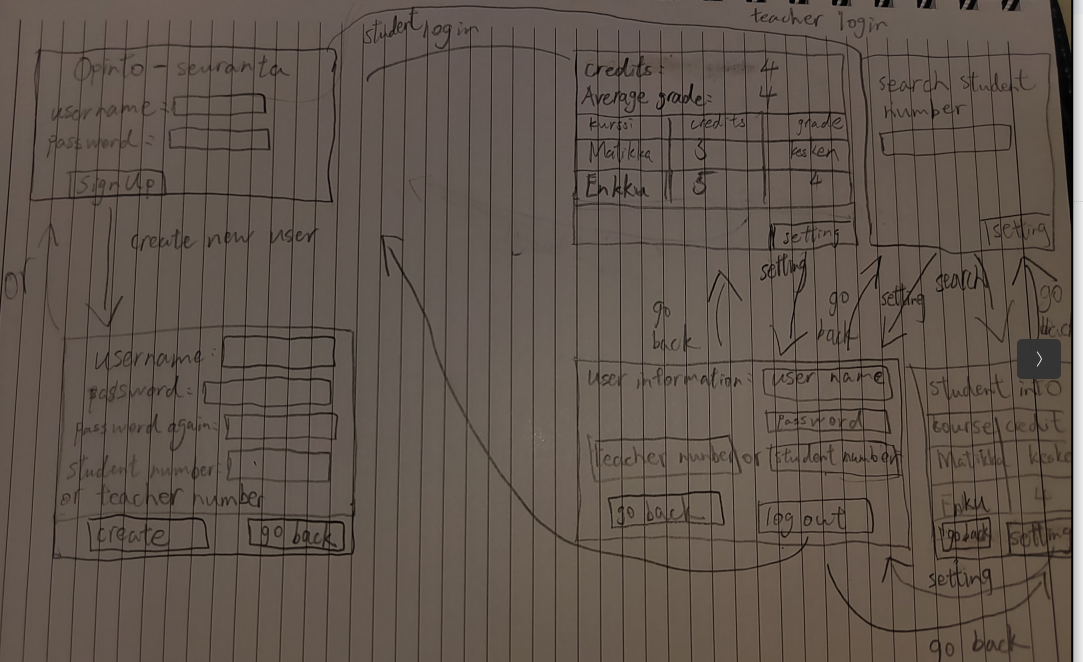 student login
teacher login
Opinto-seuranta
username:
password:
Sign Up
create new user
or
username:
password:
password again:
student number:
or teacher number
create
go back
credits: 4
Average grade: 4
kurssi credits grade
Matikka 5 kesken
Enkku 5 4
setting
search student
number
setting
go
back
setting
go
back
setting
search
go
user information: user name
password
teacher number or student number
go back
log out
student info
course credit
Matikka
Enku 4
go back
setting
setting
go back